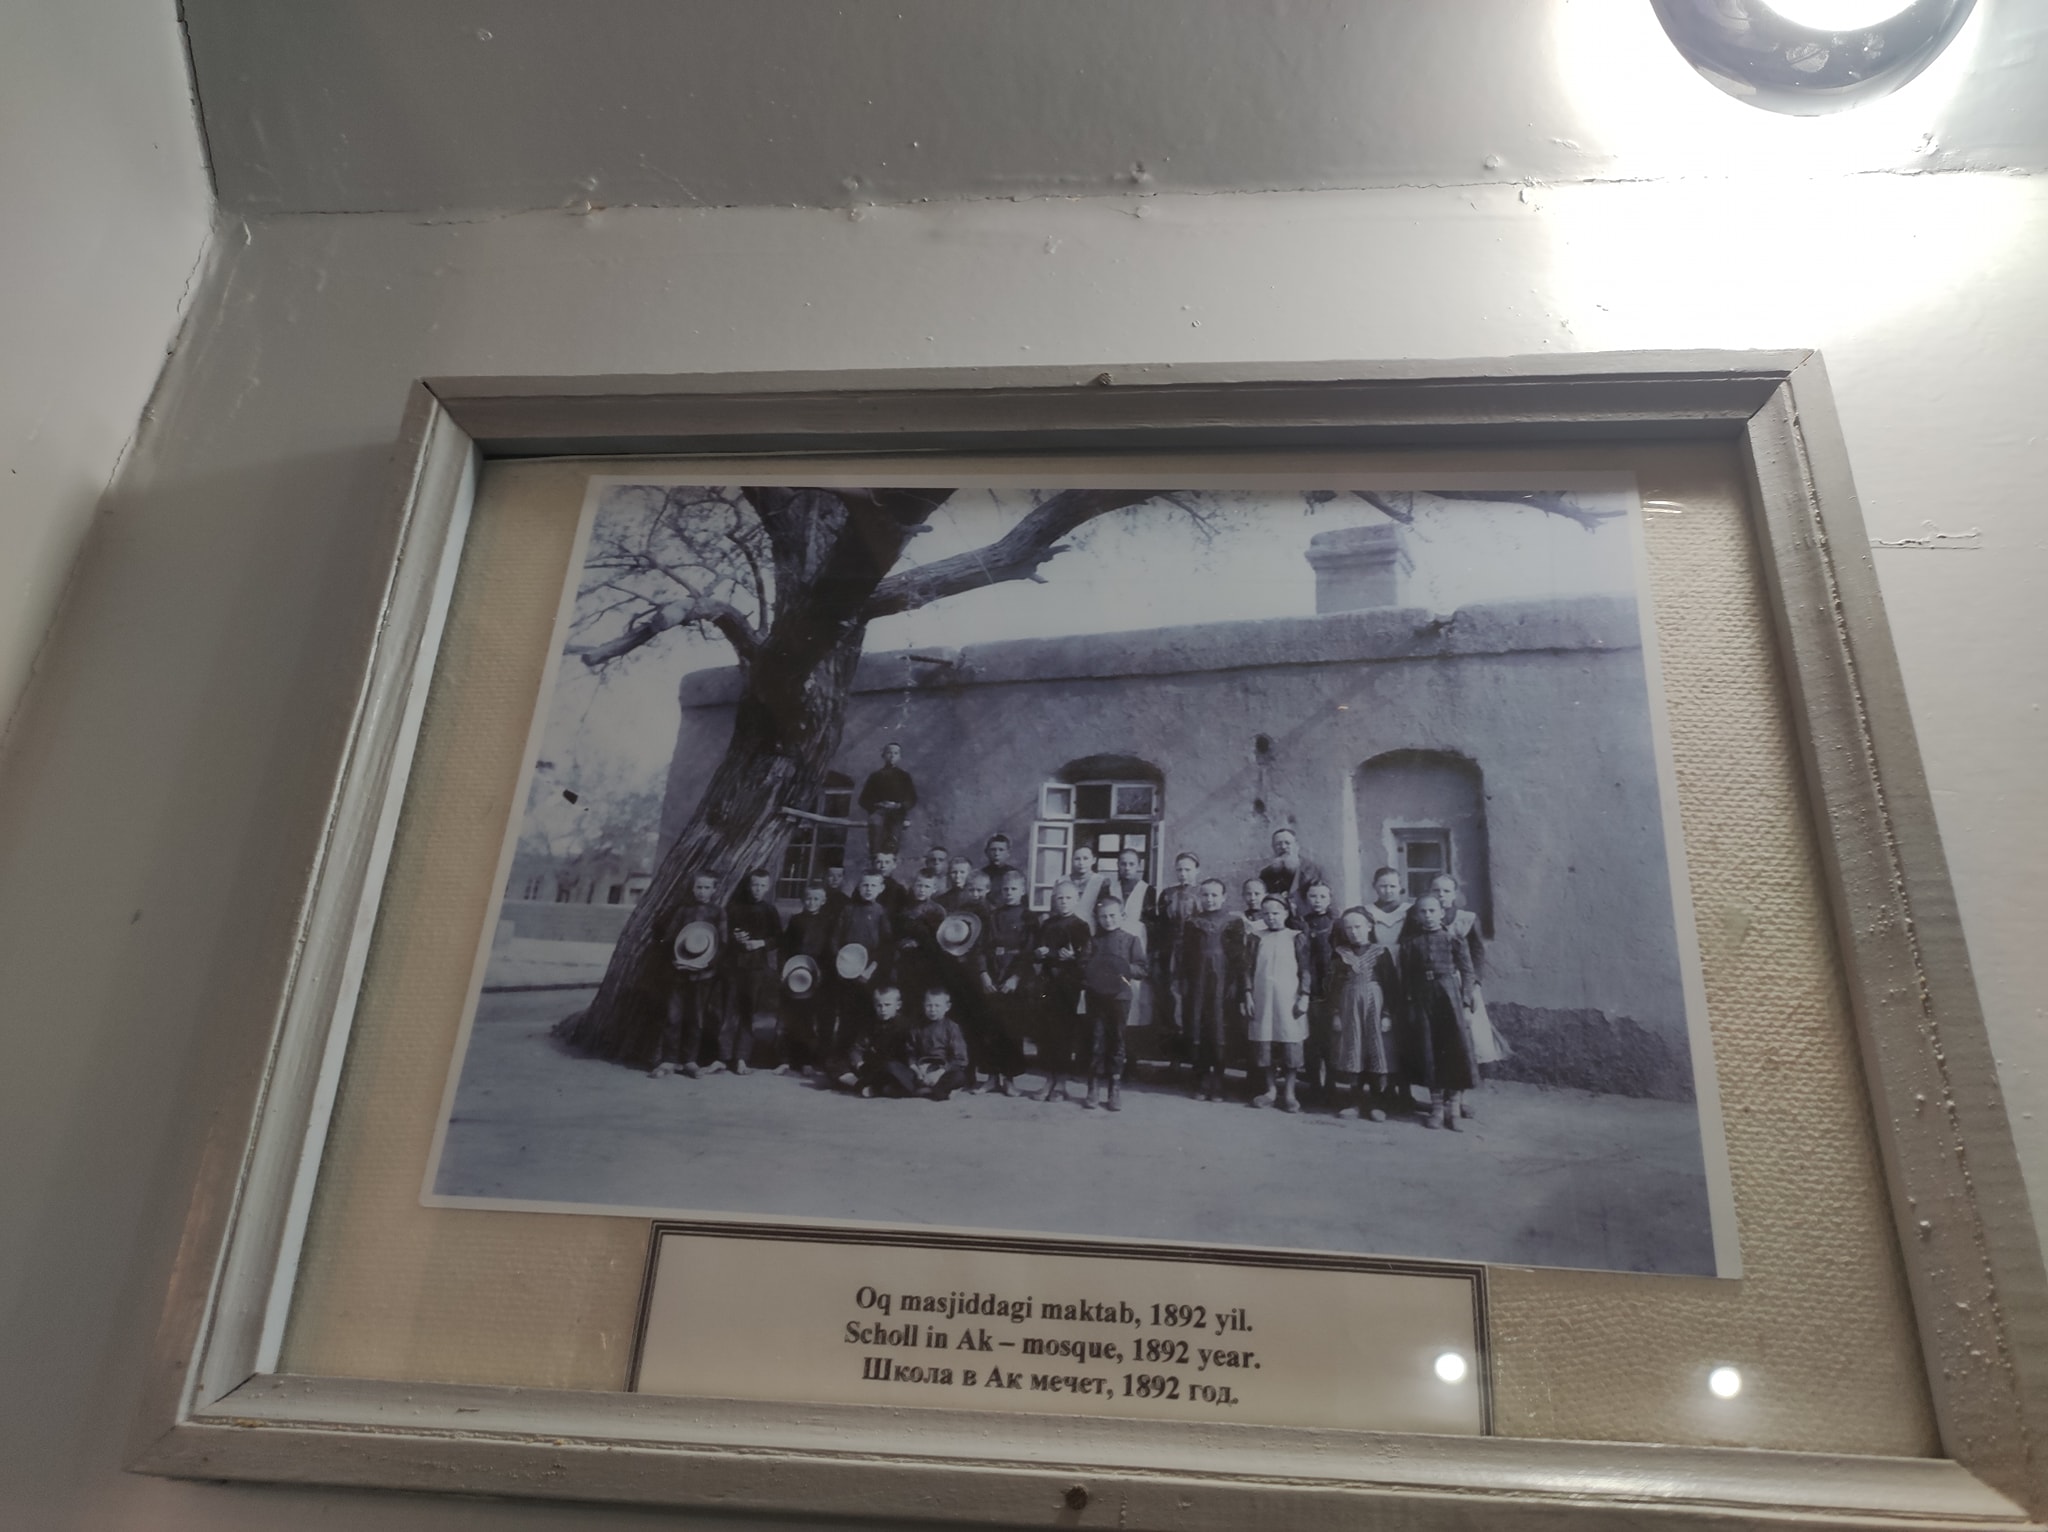 Oq masjiddagi maktab, 1892 yil.
Scholl in Ak – mosque, 1892 year.
Школа в Ак мечет, 1892 год.